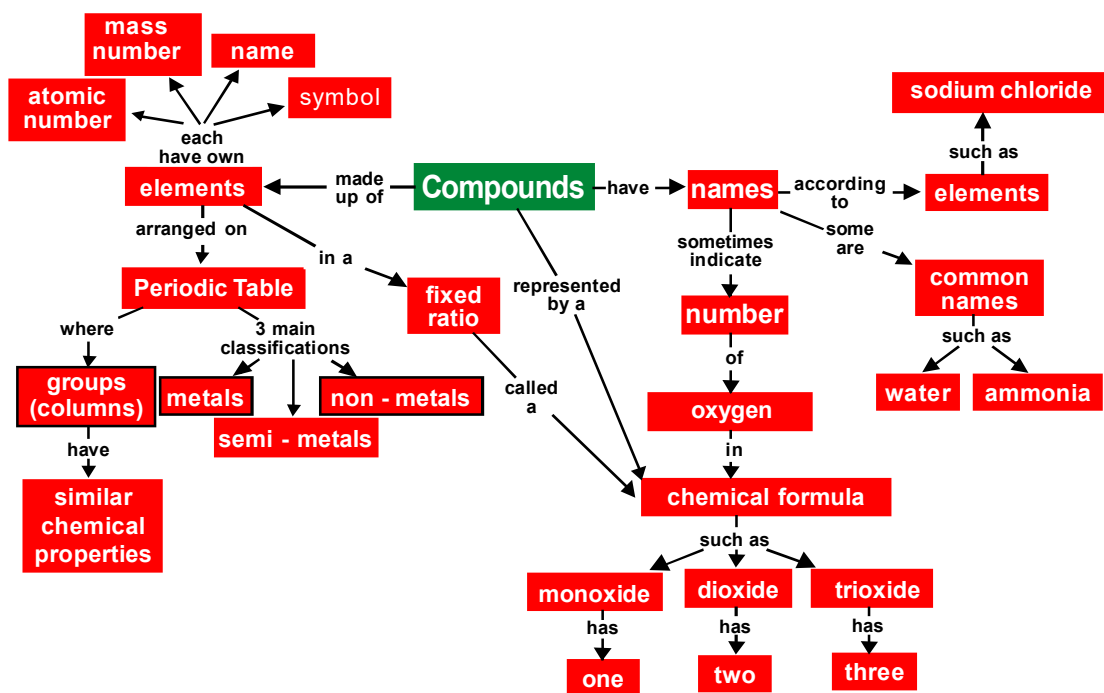 mass
number
name
atomic
number
symbol
each
have own
elements
made
up of
Compounds
have
names
according
to
elements
such as
sodium chloride
arranged on
in a
Periodic Table
fixed
ratio
where
3 main
classifications
groups
(columns)
metals
non - metals
semi - metals
have
similar
chemical
properties
called
a
represented
by a
sometimes
indicate
number
of
oxygen
in
chemical formula
some
are
common
names
such as
water
ammonia
such as
monoxide
dioxide
trioxide
has
has
has
one
two
three